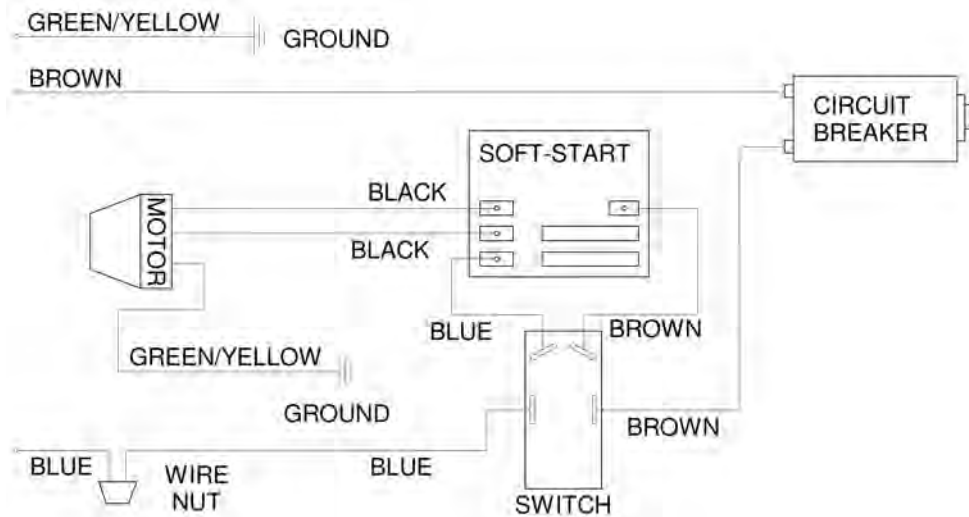 GREEN/YELLOW
GROUND
BROWN
CIRCUIT
BREAKER
SOFT-START
BLACK
MOTOR
BLACK
BLUE
BROWN
GREEN/YELLOW
GROUND
BROWN
BLUE
WIRE
NUT
BLUE
SWITCH